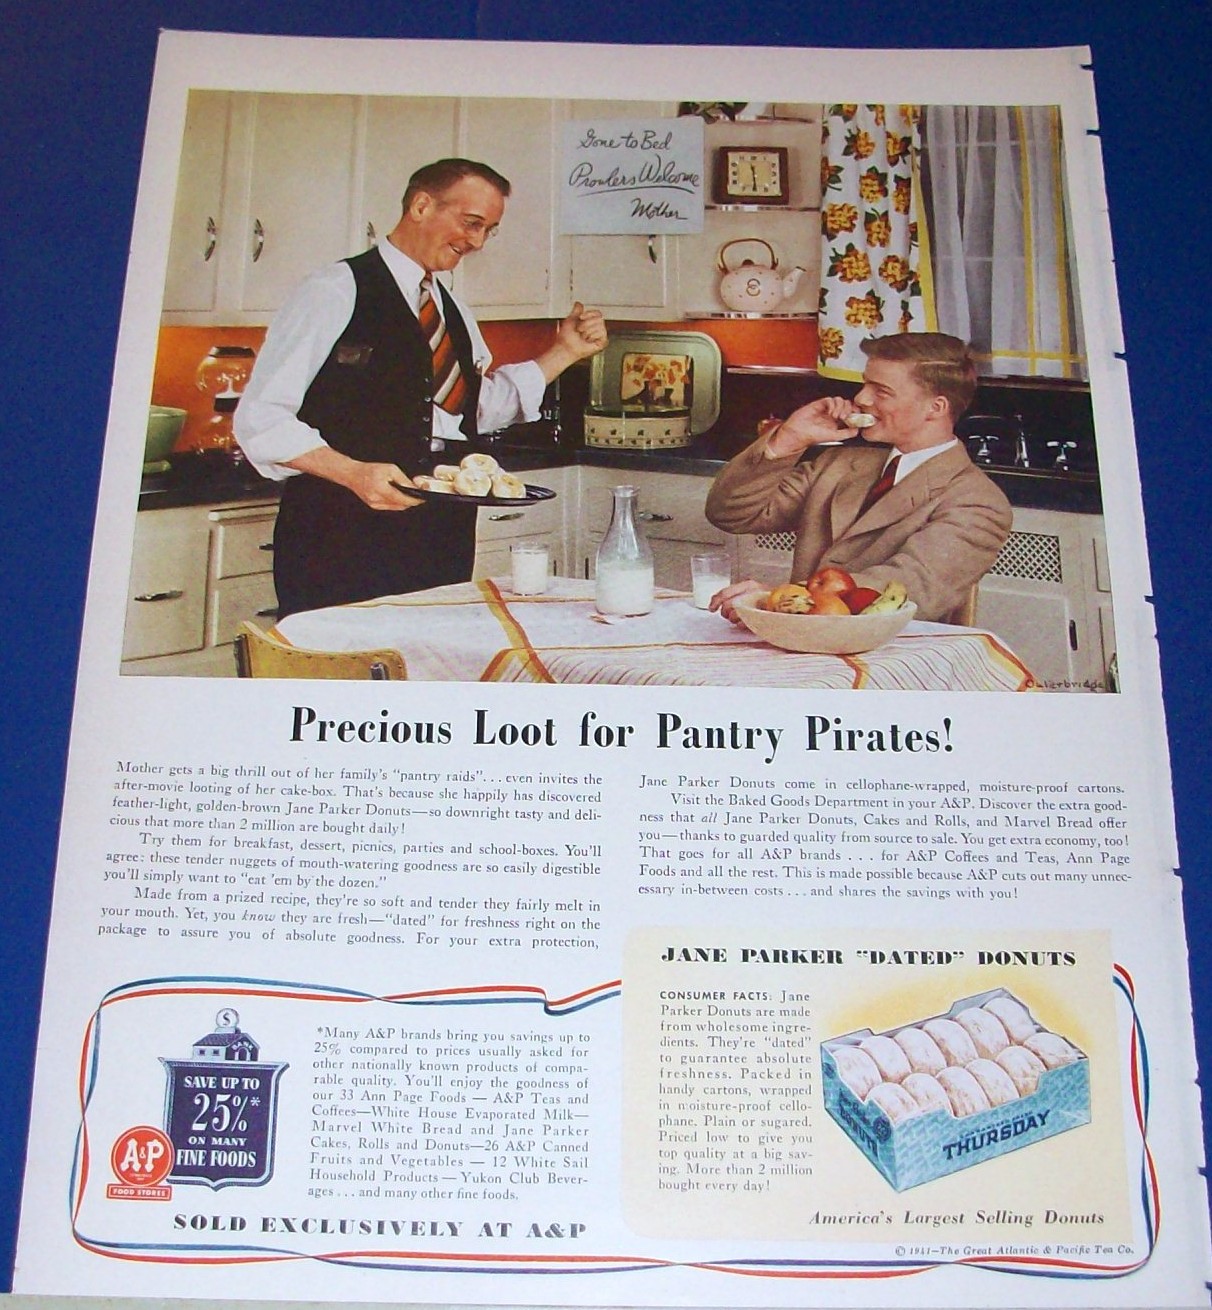 Gone to Bed
Prowlers Welcome
Mother
Outerbridge
Precious Loot for Pantry Pirates!
Mother gets a big thrill out of her family's "pantry raids"... even invites the
after-movie looting of her cake-box. That's because she happily has discovered
feather-light, golden-brown Jane Parker Donuts—so downright tasty and deli-
cious that more than 2 million are bought daily!
Try them for breakfast, dessert, picnics, parties and school-boxes. You'll
agree: these tender nuggets of mouth-watering goodness are so easily digestible
you'll simply want to "eat 'em by the dozen."
Made from a prized recipe, they're so soft and tender they fairly melt in
your mouth. Yet, you know they are fresh—"dated" for freshness right on the
package to assure you of absolute goodness. For your extra protection,
Jane Parker Donuts come in cellophane-wrapped, moisture-proof cartons.
Visit the Baked Goods Department in your A&P. Discover the extra good-
ness that all Jane Parker Donuts, Cakes and Rolls, and Marvel Bread offer
you—thanks to guarded quality from source to sale. You get extra economy, too!
That goes for all A&P brands . . . for A&P Coffees and Teas, Ann Page
Foods and all the rest. This is made possible because A&P cuts out many unnec-
essary in-between costs . . . and shares the savings with you!
$
BANK
SAVE UP TO
25%*
ON MANY
FINE FOODS
A&P
FOOD STORES
*Many A&P brands bring you savings up to
25% compared to prices usually asked for
other nationally known products of compa-
rable quality. You'll enjoy the goodness of
our 33 Ann Page Foods — A&P Teas and
Coffees—White House Evaporated Milk—
Marvel White Bread and Jane Parker
Cakes, Rolls and Donuts—26 A&P Canned
Fruits and Vegetables — 12 White Sail
Household Products — Yukon Club Bever-
ages . . . and many other fine foods.
SOLD EXCLUSIVELY AT A&P
JANE PARKER "DATED" DONUTS
CONSUMER FACTS: Jane
Parker Donuts are made
from wholesome ingre-
dients. They're "dated"
to guarantee absolute
freshness. Packed in
handy cartons, wrapped
in moisture-proof cello-
phane. Plain or sugared.
Priced low to give you
top quality at a big sav-
ing. More than 2 million
bought every day!
DONUTS
THURSDAY
America's Largest Selling Donuts
© 1941—The Great Atlantic & Pacific Tea Co.